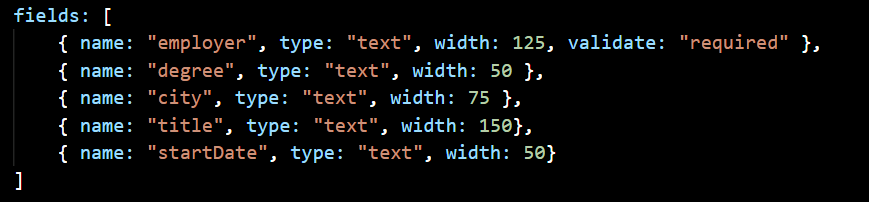 fields: [
{ name: "employer", type: "text", width: 125, validate: "required" },
{ name: "degree", type: "text", width: 50 },
{ name: "city", type: "text", width: 75 },
{ name: "title", type: "text", width: 150},
{ name: "startDate", type: "text", width: 50}
]